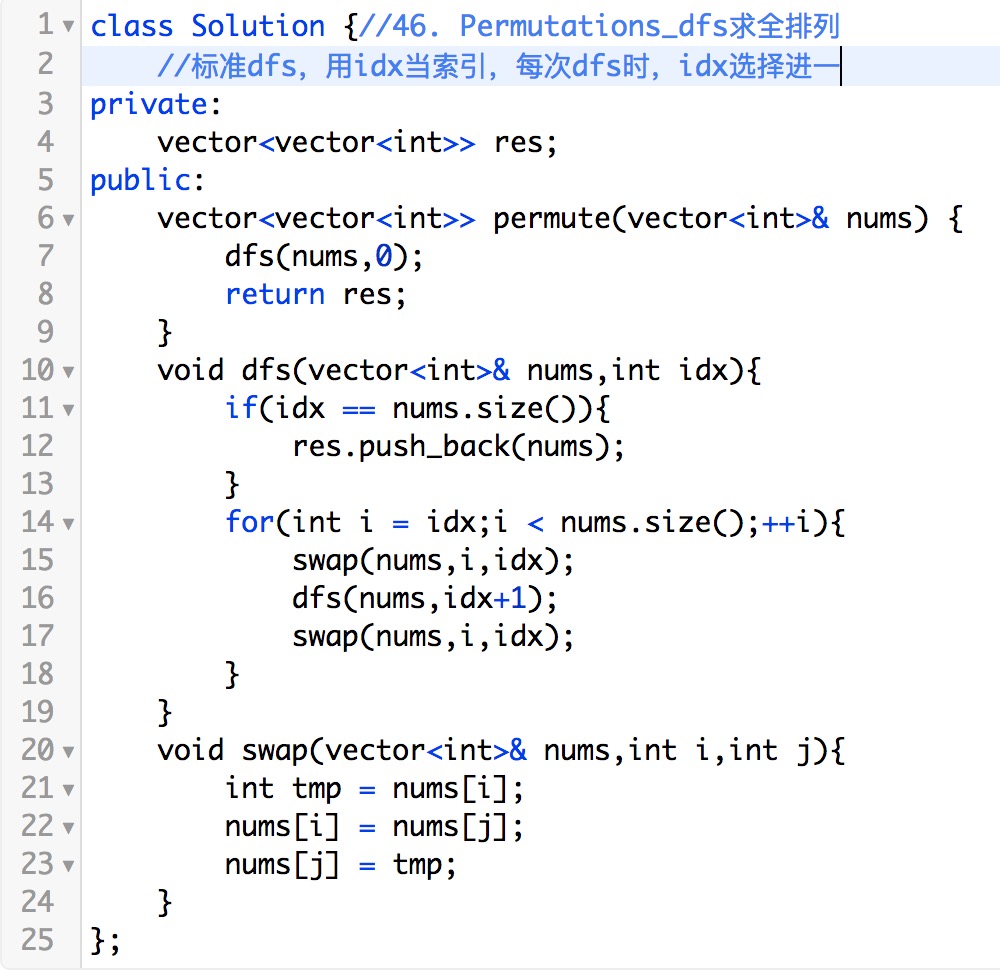 1 class Solution {//46. Permutations_dfs求全排列
2     //标准dfs，用idx当索引，每次dfs时，idx选择进一
3 private:
4     vector<vector<int>> res;
5 public:
6     vector<vector<int>> permute(vector<int>& nums) {
7         dfs(nums,0);
8         return res;
9     }
10     void dfs(vector<int>& nums,int idx){
11         if(idx == nums.size()){
12             res.push_back(nums);
13         }
14         for(int i = idx;i < nums.size();++i){
15             swap(nums,i,idx);
16             dfs(nums,idx+1);
17             swap(nums,i,idx);
18         }
19     }
20     void swap(vector<int>& nums,int i,int j){
21         int tmp = nums[i];
22         nums[i] = nums[j];
23         nums[j] = tmp;
24     }
25 };